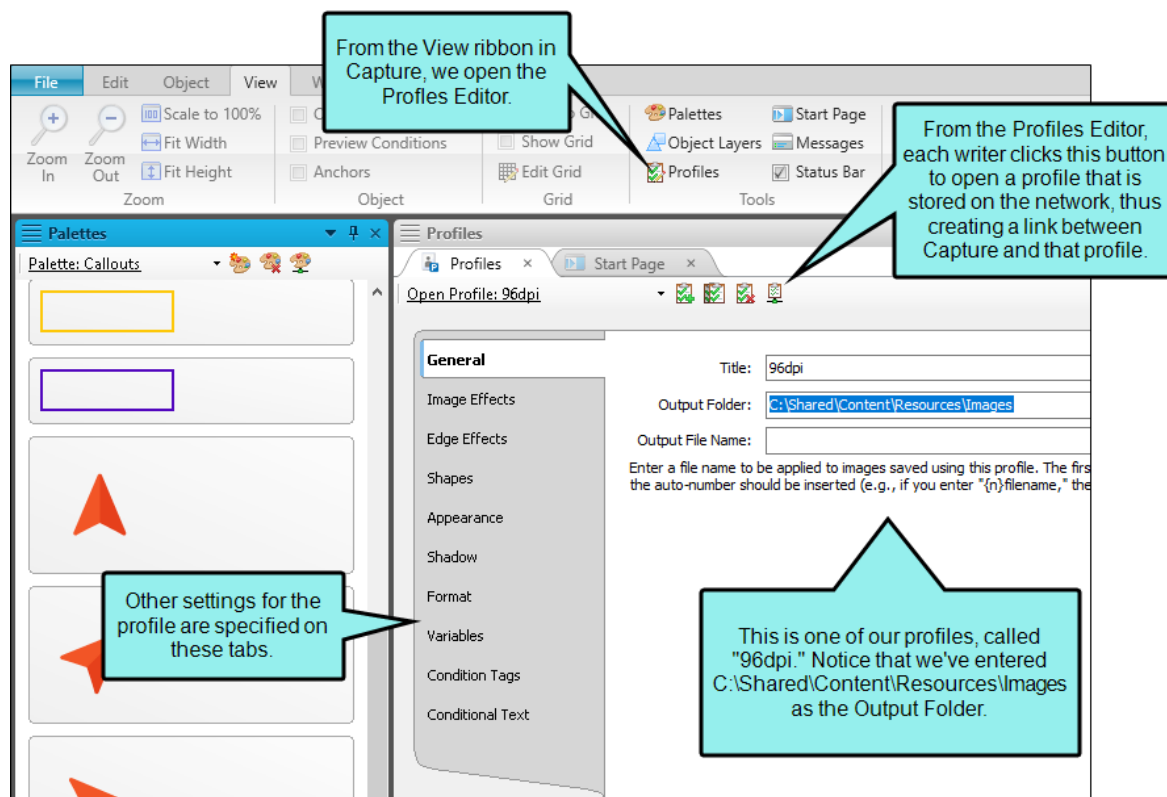 From the View ribbon in
Capture, we open the
Profles Editor.
File Edit Object View W
Scale to 100%
Fit Width
Fit Height
Zoom
In
Zoom
Out
Zoom
Preview Conditions
Anchors
Object
Show Grid
Edit Grid
Grid
Palettes
Object Layers
Profiles
Start Page
Messages
Status Bar
Tools
From the Profiles Editor,
each writer clicks this button
to open a profile that is
stored on the network, thus
creating a link between
Capture and that profile.
Palettes
Palette: Callouts
Profiles
Profiles
Start Page
Open Profile: 96dpi
General
Image Effects
Edge Effects
Shapes
Appearance
Shadow
Format
Variables
Condition Tags
Conditional Text
Title: 96dpi
Output Folder: C:\Shared\Content\Resources\Images
Output File Name:
Enter a file name to be applied to images saved using this profile. The firs
the auto-number should be inserted (e.g., if you enter "{n}filename," the
Other settings for the
profile are specified on
these tabs.
This is one of our profiles, called
"96dpi." Notice that we've entered
C:\Shared\Content\Resources\Images
as the Output Folder.